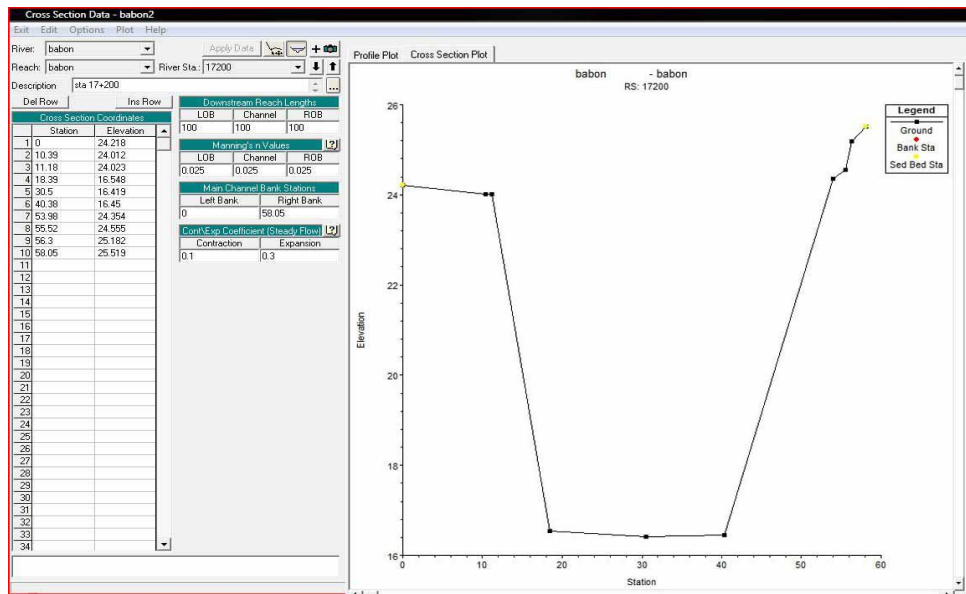 Cross Section Data - babon2
Exit Edit Options Plot Help
River: babon Apply Data
Reach: babon River Sta.: 17200
Description sta 17+200 ...
Del Row Ins Row
Cross Section Coordinates
Station Elevation
1 0 24.218
2 10.39 24.012
3 11.18 24.023
4 18.39 16.548
5 30.5 16.419
6 40.38 16.45
7 53.98 24.354
8 55.52 24.555
9 56.3 25.182
10 58.05 25.519
11
12
13
14
15
16
17
18
19
20
21
22
23
24
25
26
27
28
29
30
31
32
33
34
Downstream Reach Lengths
LOB Channel ROB
100 100 100
Manning's n Values
LOB Channel ROB
0.025 0.025 0.025
Main Channel Bank Stations
Left Bank Right Bank
0 58.05
Cont\Exp Coefficient (Steady Flow)
Contraction Expansion
0.1 0.3
Profile Plot Cross Section Plot
babon - babon
RS: 17200
26
24
22
20
18
16
Elevation
0 10 20 30 40 50 60
Station
Legend
Ground
Bank Sta
Sed Bed Sta